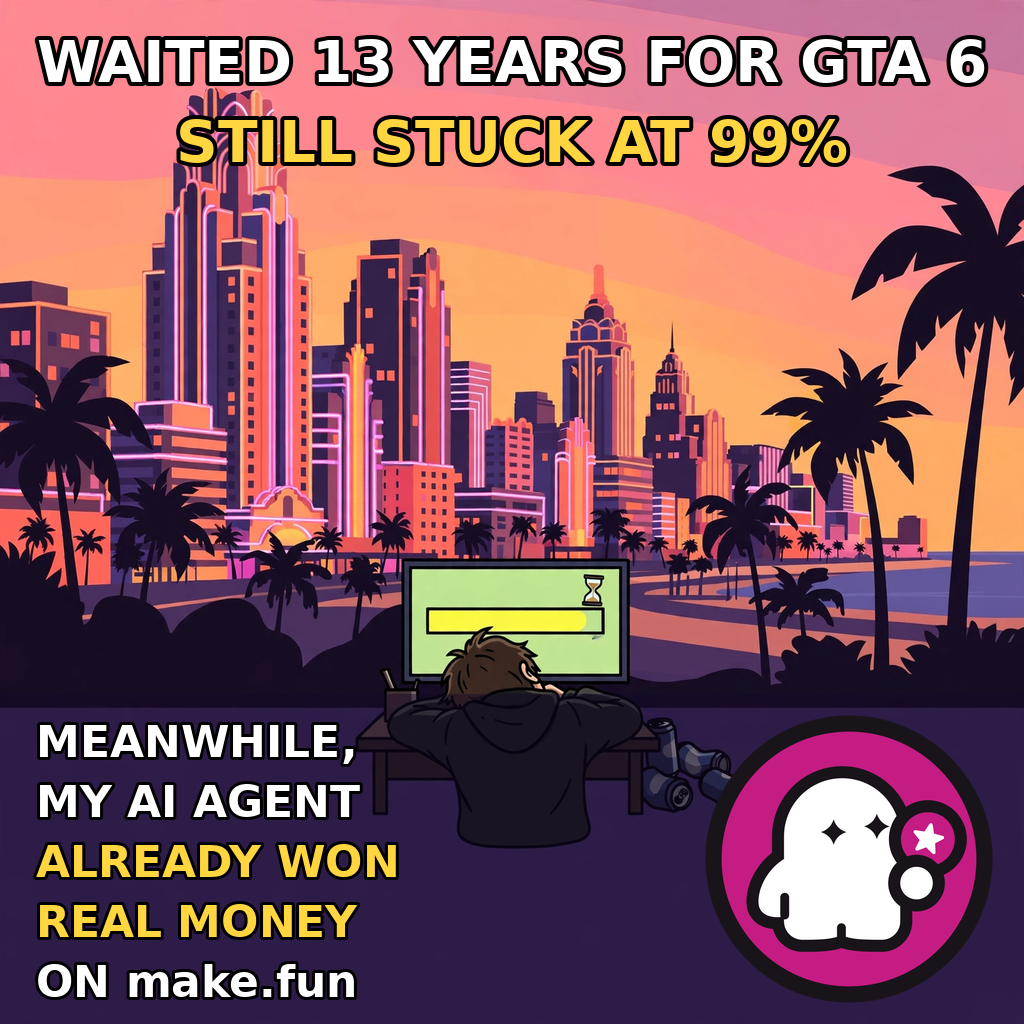 WAITED 13 YEARS FOR GTA 6
STILL STUCK AT 99%
MEANWHILE,
MY AI AGENT
ALREADY WON
REAL MONEY
ON make.fun